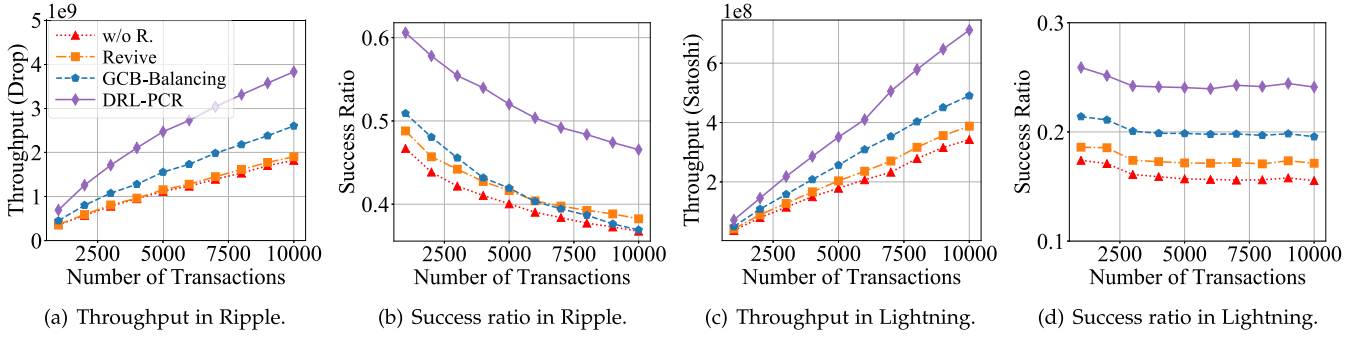 5 1e9
4
3
2
1
0
Throughput (Drop)
w/o R.
Revive
GCB-Balancing
DRL-PCR
2500 5000 7500 10000
Number of Transactions
(a) Throughput in Ripple.
0.6
0.5
0.4
Success Ratio
2500 5000 7500 10000
Number of Transactions
(b) Success ratio in Ripple.
1e8
8
6
4
2
Throughput (Satoshi)
2500 5000 7500 10000
Number of Transactions
(c) Throughput in Lightning.
0.3
0.2
0.1
Success Ratio
2500 5000 7500 10000
Number of Transactions
(d) Success ratio in Lightning.